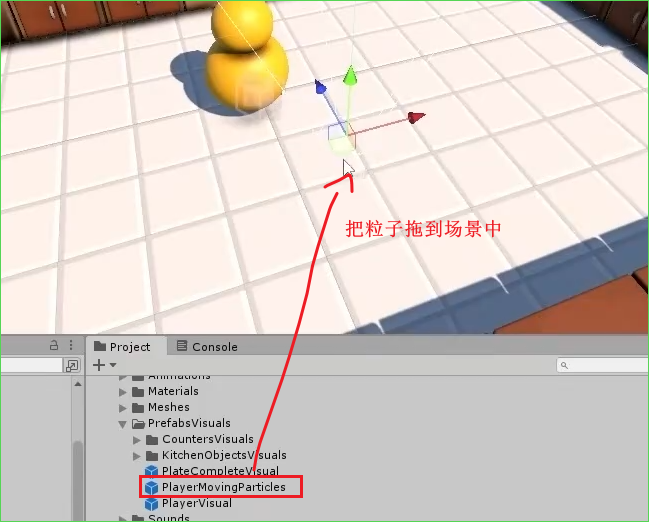 把粒子拖到场景中
Project
Console
Animations
Materials
Meshes
PrefabsVisuals
CountersVisuals
KitchenObjectsVisuals
PlateCompleteVisual
PlayerMovingParticles
PlayerVisual
Sounds